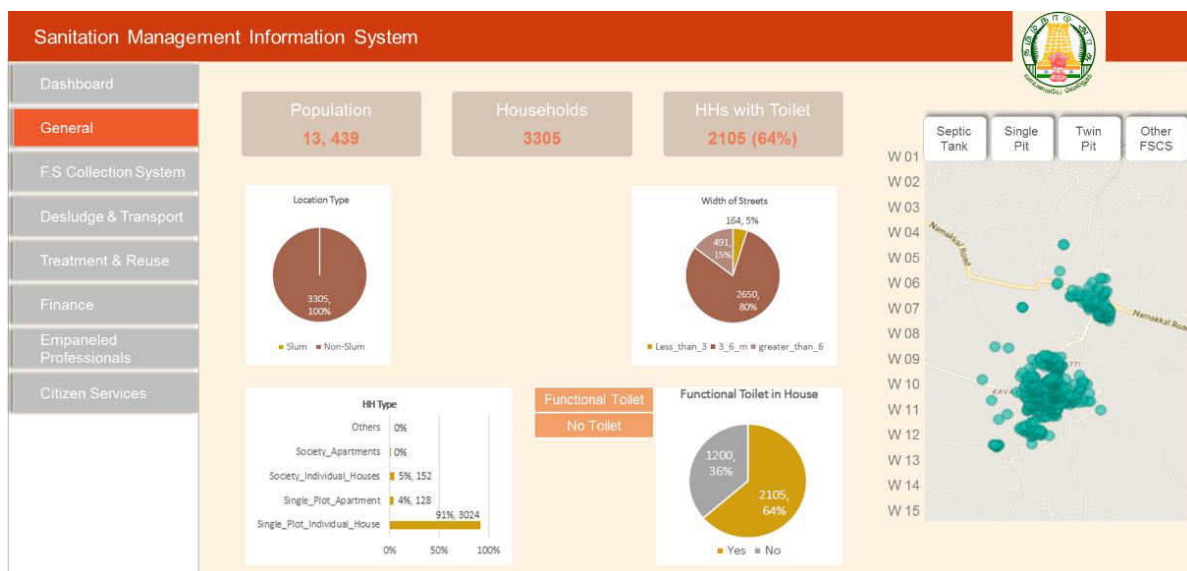 Sanitation Management Information System
Dashboard
General
F.S Collection System
Desludge & Transport
Treatment & Reuse
Finance
Empaneled
Professionals
Citizen Services
Population
13, 439
Households
3305
HHs with Toilet
2105 (64%)
Location Type
3305,
100%
Slum
Non-Slum
Width of Streets
164, 5%
491,
15%
2650,
80%
Less_than_3
3_6_m
greater_than_6
HH Type
Others
0%
Society_Apartments
0%
Society_Individual_Houses
5%, 152
Single_Plot_Apartment
4%, 128
Single_Plot_Individual_House
91%, 3024
0%
50%
100%
Functional Toilet
No Toilet
Functional Toilet in House
1200,
36%
2105,
64%
Yes
No
Septic
Tank
Single
Pit
Twin
Pit
Other
FSCS
W 01
W 02
W 03
W 04
W 05
W 06
W 07
W 08
W 09
W 10
W 11
W 12
W 13
W 14
W 15
Namakkal Road
Namakkal Road